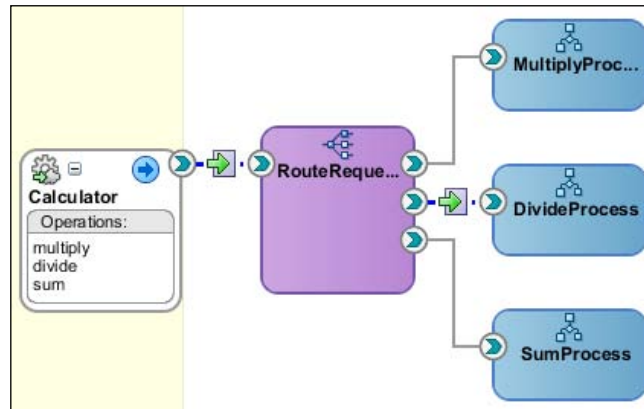 MultiplyProc...
RouteReque...
Calculator
Operations:
multiply
divide
sum
DivideProcess
SumProcess